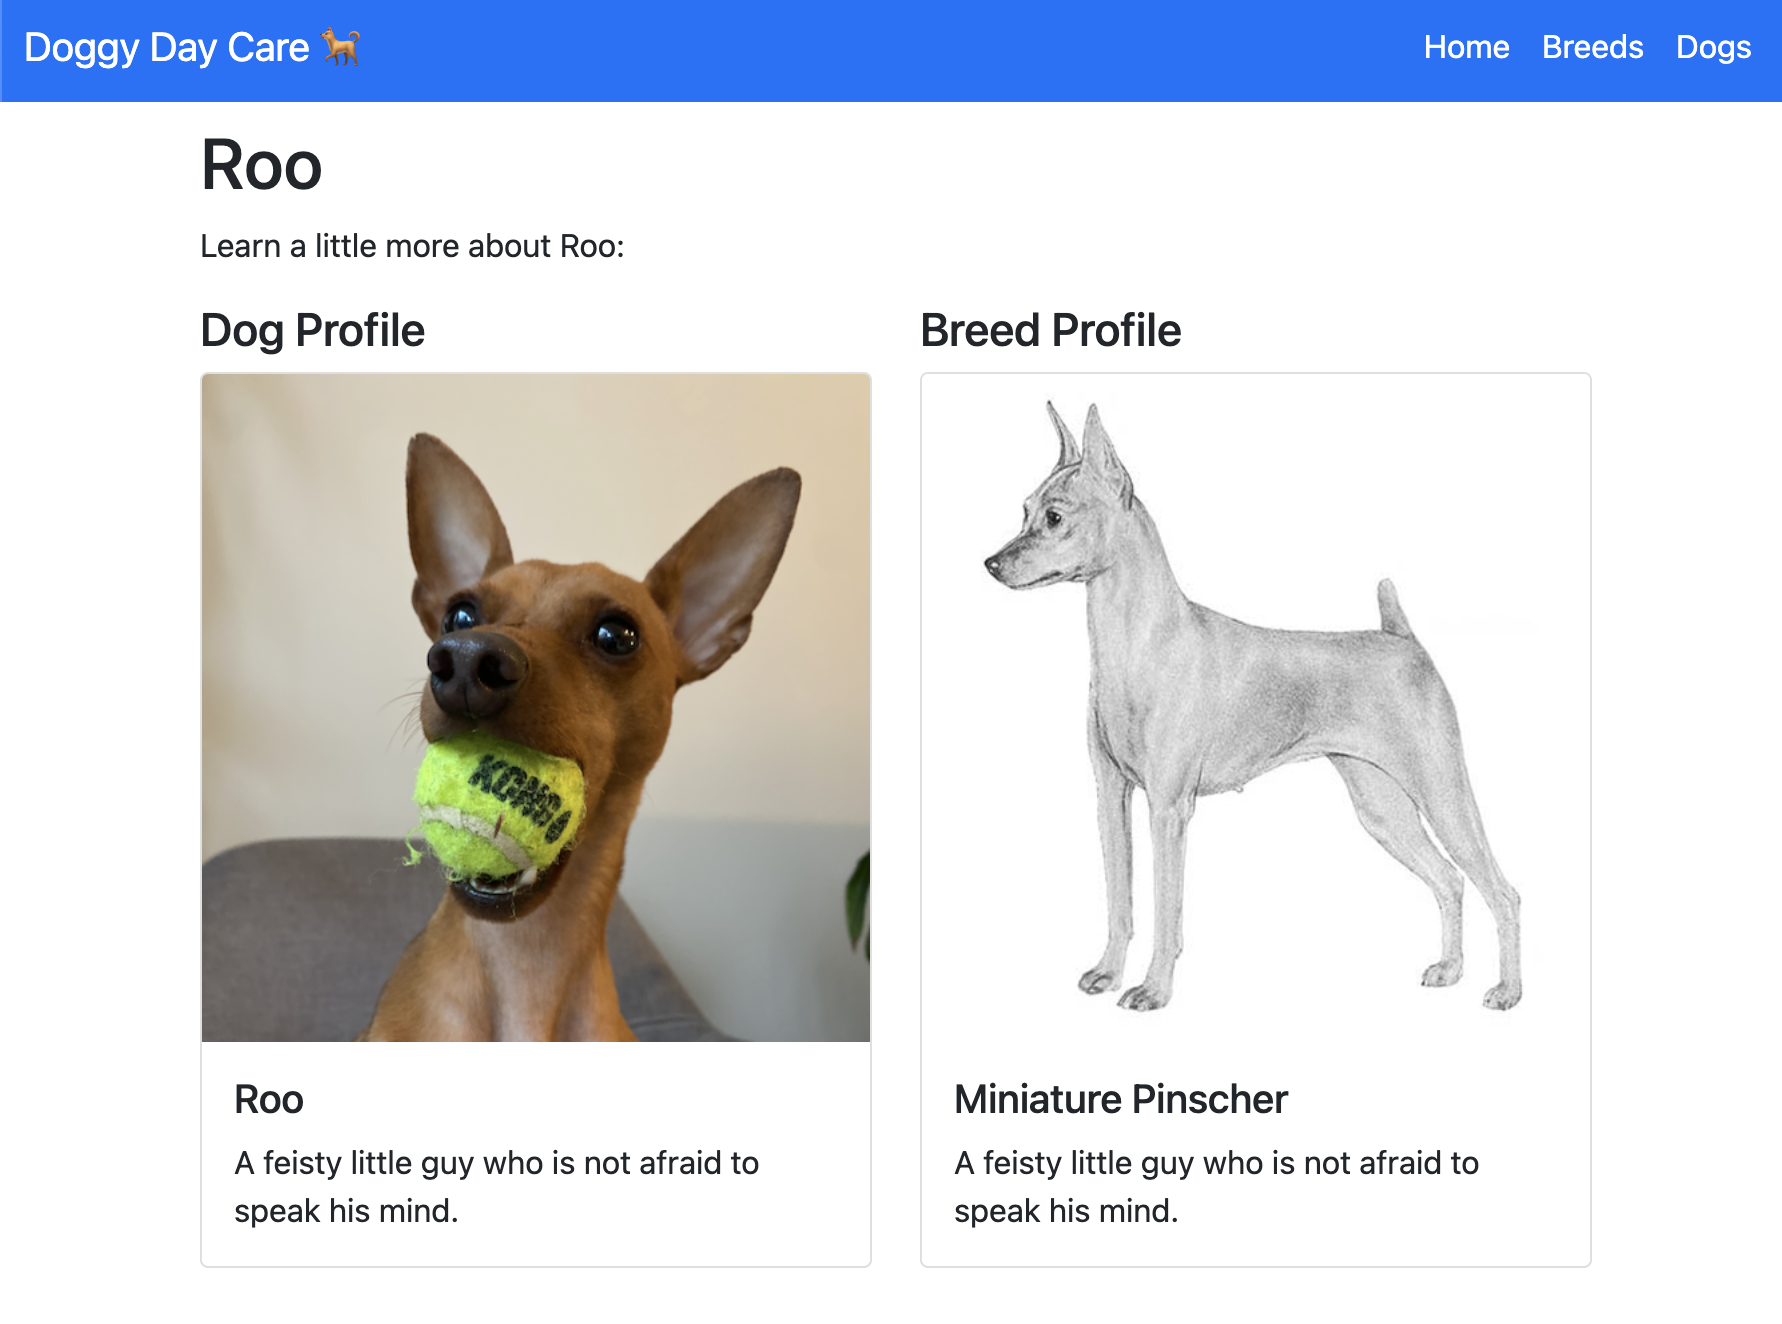 Doggy Day Care
Home Breeds Dogs
Roo
Learn a little more about Roo:
Dog Profile
Breed Profile
KONG
Roo
A feisty little guy who is not afraid to
speak his mind.
Miniature Pinscher
A feisty little guy who is not afraid to
speak his mind.